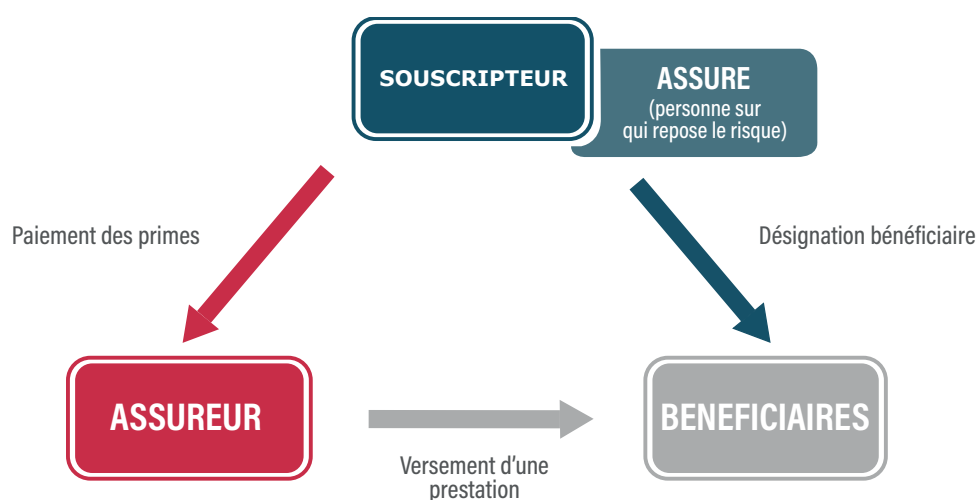 SOUSCRIPTEUR
ASSURE
(personne sur
qui repose le risque)
Paiement des primes
Désignation bénéficiaire
ASSUREUR
BENEFICIAIRES
Versement d’une
prestation